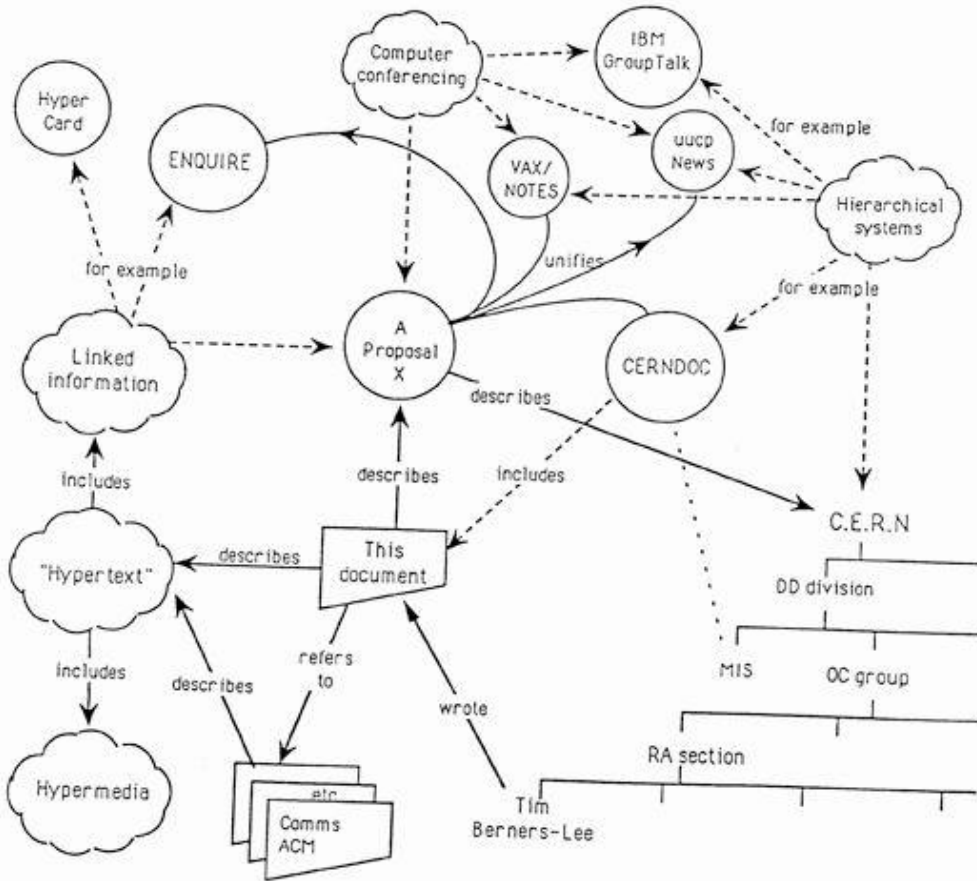 IBM
GroupTalk
Computer
conferencing
Hyper
Card
ENQUIRE
for example
uucp
News
VAX/
NOTES
Hierarchical
systems
unifies
for example
for example
A
Proposal
X
Linked
information
CERNDOC
describes
includes
describes
includes
C.E.R.N
This
document
describes
"Hypertext"
DD division
includes
refers
to
describes
MIS
OC group
wrote
RA section
Hypermedia
etc
Comms
ACM
Tim
Berners-Lee